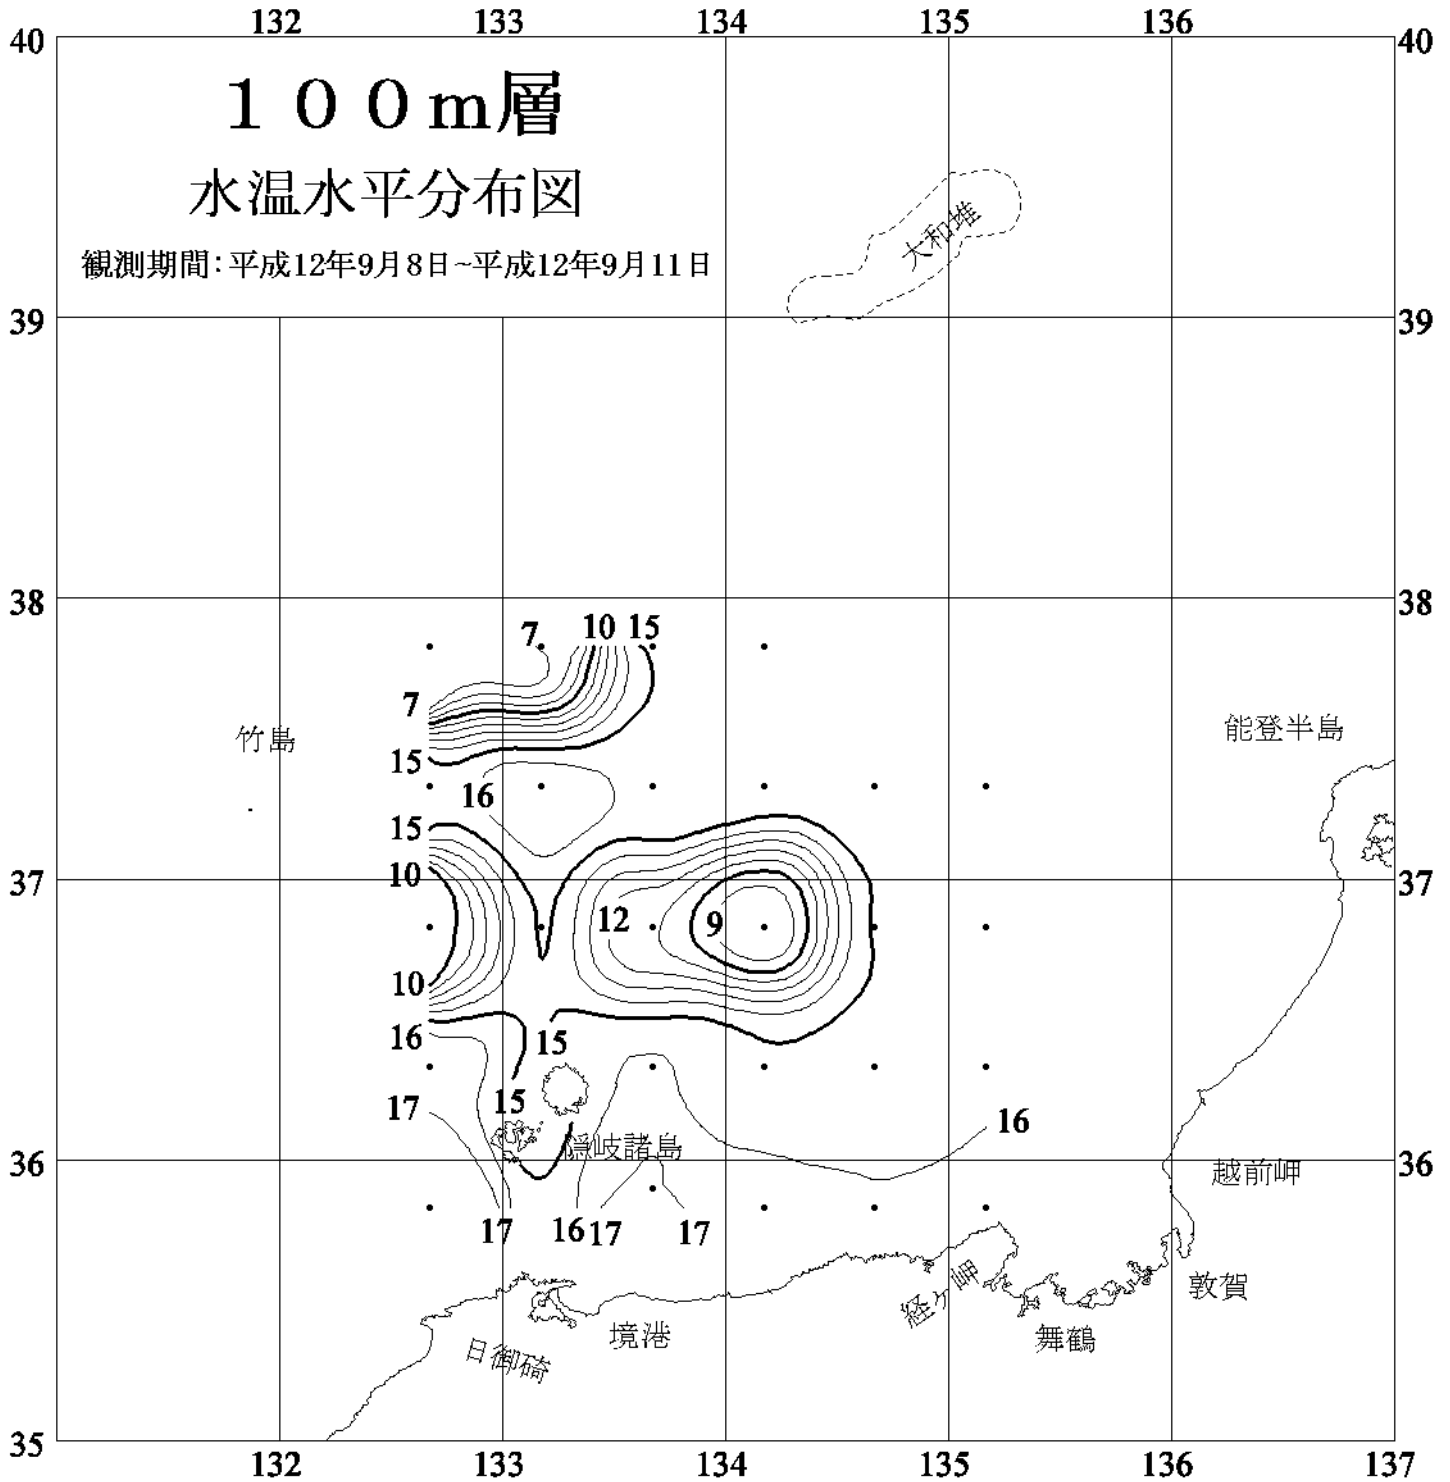 132 133 134 135 136
40 40
１００ｍ層
水温水平分布図
観測期間：平成12年9月8日~平成12年9月11日
大和堆
39 39
38 38
7 10 15
7
竹島
能登半島
15
16
15
10
37 37
12 9
10
16 15
17 15
16
隠岐諸島
36 36
越前岬
17 16 17 17
経ヶ岬
敦賀
境港
舞鶴
日御碕
35
132 133 134 135 136 137